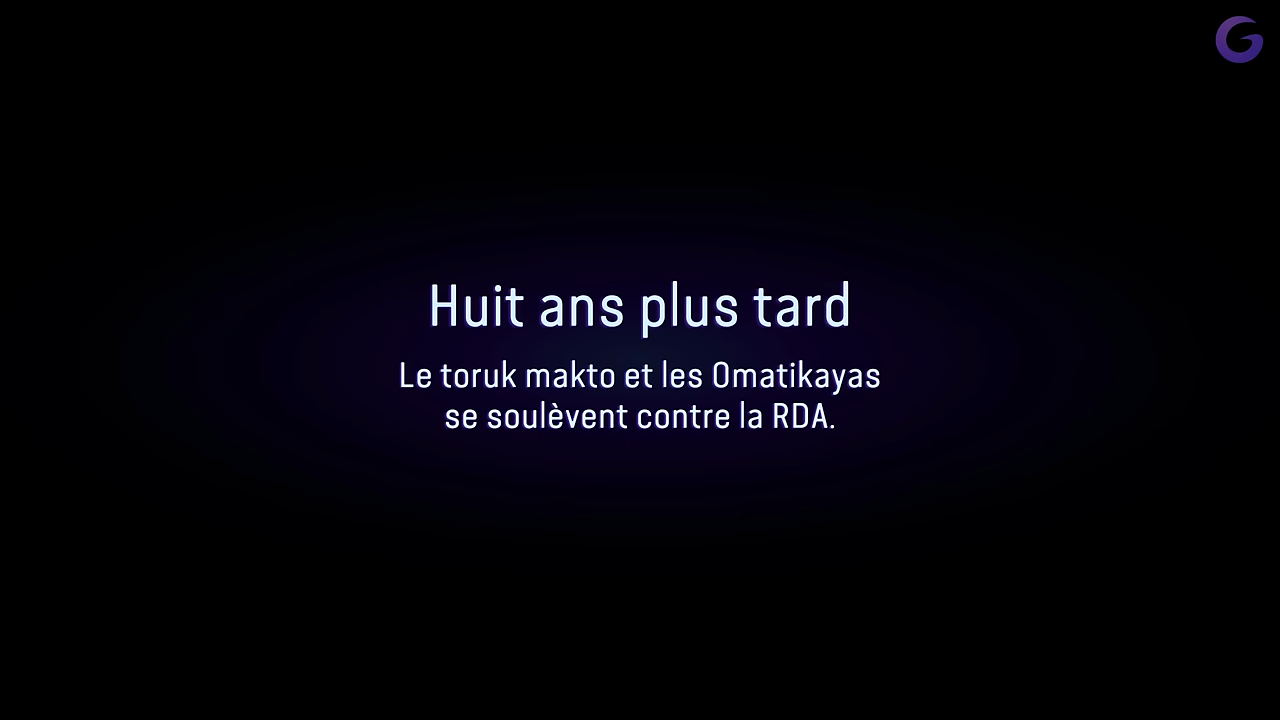 Huit ans plus tard
Le toruk makto et les Omatikayas
se soulèvent contre la RDA.